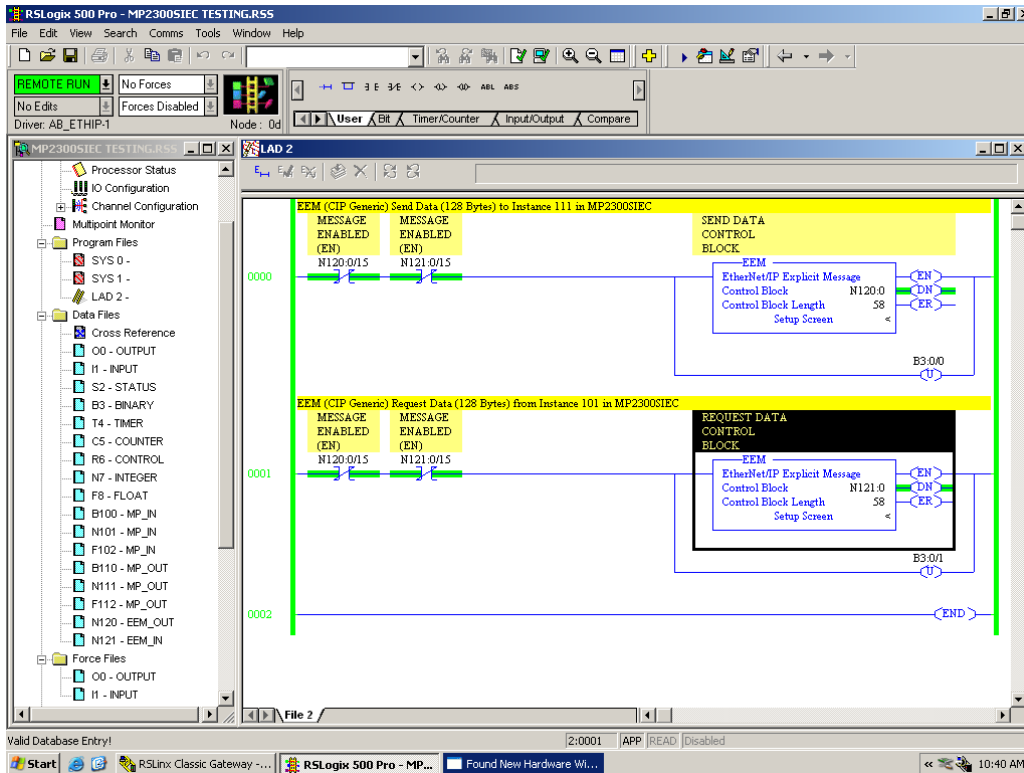 RSLogix 500 Pro - MP2300SIEC TESTING.RSS
File Edit View Search Comms Tools Window Help
REMOTE RUN No Forces
No Edits Forces Disabled
Driver: AB_ETHIP-1 Node : 0d
ABL ABS
User Bit Timer/Counter Input/Output Compare
MP2300SIEC TESTING.RSS
Processor Status
IO Configuration
Channel Configuration
Multipoint Monitor
Program Files
SYS 0 -
SYS 1 -
LAD 2 -
Data Files
Cross Reference
O0 - OUTPUT
I1 - INPUT
S2 - STATUS
B3 - BINARY
T4 - TIMER
C5 - COUNTER
R6 - CONTROL
N7 - INTEGER
F8 - FLOAT
B100 - MP_IN
N101 - MP_IN
F102 - MP_IN
B110 - MP_OUT
N111 - MP_OUT
F112 - MP_OUT
N120 - EEM_OUT
N121 - EEM_IN
Force Files
O0 - OUTPUT
I1 - INPUT
LAD 2
EEM (CIP Generic) Send Data (128 Bytes) to Instance 111 in MP2300SIEC
MESSAGE ENABLED (EN)
N120:0/15
MESSAGE ENABLED (EN)
N121:0/15
SEND DATA
CONTROL
BLOCK
0000
EEM
EtherNet/IP Explicit Message
Control Block N120:0
Control Block Length 58
Setup Screen <
EN
DN
ER
B3:0/0
U
EEM (CIP Generic) Request Data (128 Bytes) from Instance 101 in MP2300SIEC
MESSAGE ENABLED (EN)
N120:0/15
MESSAGE ENABLED (EN)
N121:0/15
REQUEST DATA
CONTROL
BLOCK
0001
EEM
EtherNet/IP Explicit Message
Control Block N121:0
Control Block Length 58
Setup Screen <
EN
DN
ER
B3:0/1
U
0002
END
File 2
Valid Database Entry!
2:0001 APP READ Disabled
Start RSLinx Classic Gateway -... RSLogix 500 Pro - MP... Found New Hardware Wi... « 10:40 AM